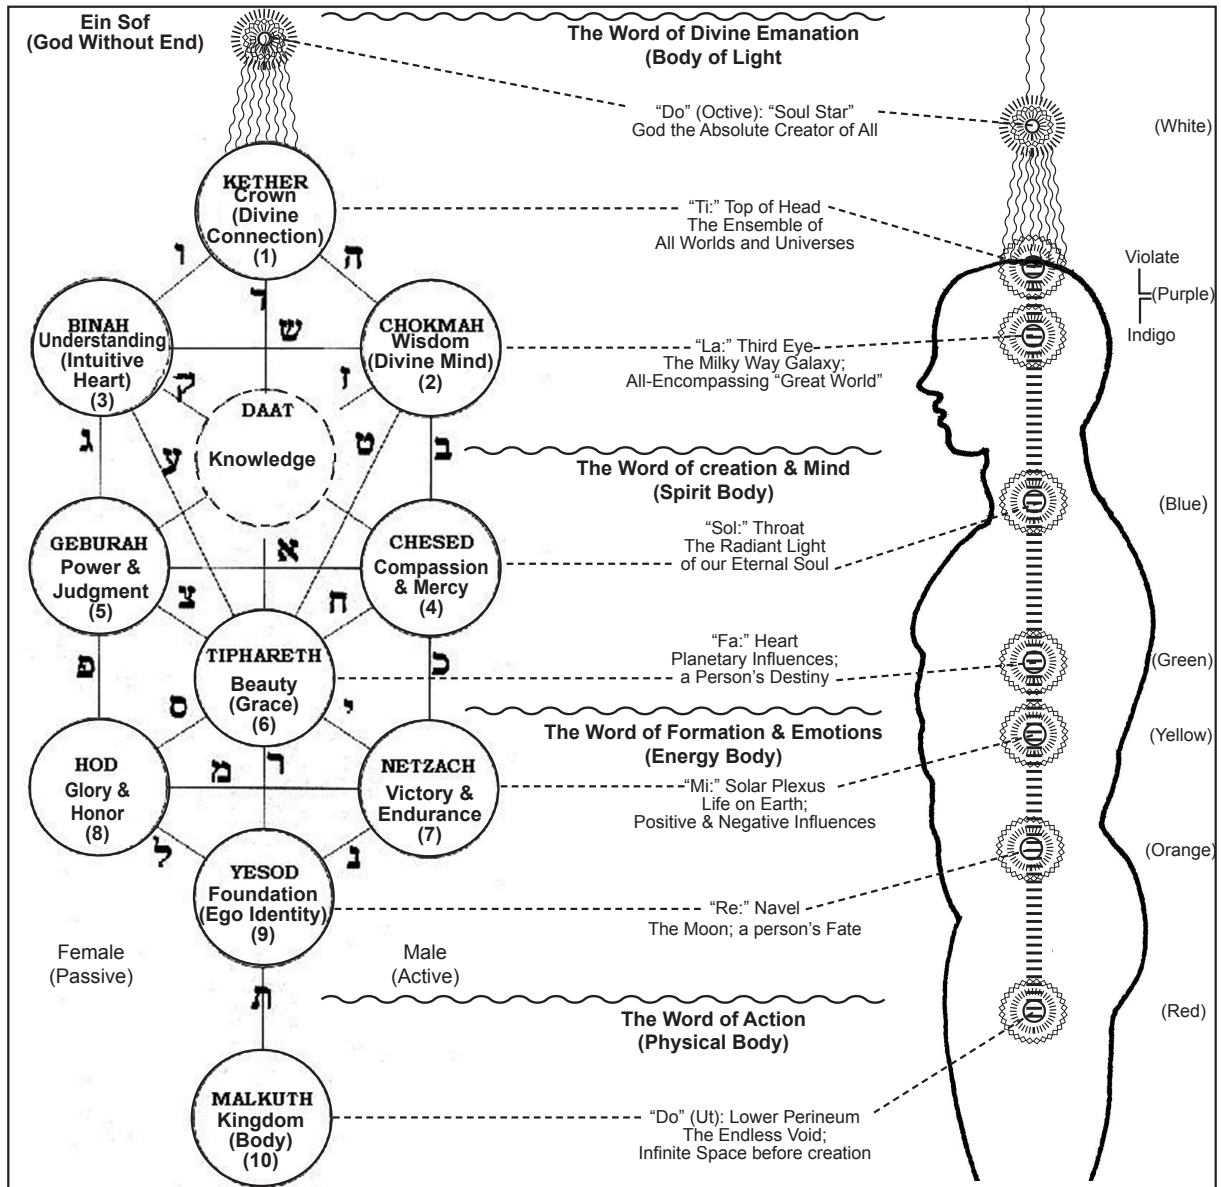 Ein Sof
(God Without End)
The Word of Divine Emanation
(Body of Light
“Do” (Octive): “Soul Star”
God the Absolute Creator of All
(White)
KETHER
Crown
(Divine
Connection)
(1)
“Ti:” Top of Head
The Ensemble of
All Worlds and Universes
Violate
(Purple)
Indigo
ו
ה
ר
ש
BINAH
Understanding
(Intuitive
Heart)
(3)
CHOKMAH
Wisdom
(Divine Mind)
(2)
“La:” Third Eye
The Milky Way Galaxy;
All-Encompassing “Great World”
ק
ז
DAAT
Knowledge
ג
ע
ט
ב
The Word of creation & Mind
(Spirit Body)
(Blue)
GEBURAH
Power &
Judgment
(5)
א
CHESED
Compassion
& Mercy
(4)
“Sol:” Throat
The Radiant Light
of our Eternal Soul
צ
ח
פ
כ
TIPHARETH
Beauty
(Grace)
(6)
“Fa:” Heart
Planetary Influences;
a Person’s Destiny
(Green)
ס
י
The Word of Formation & Emotions
(Energy Body)
(Yellow)
HOD
Glory &
Honor
(8)
מ
ר
NETZACH
Victory &
Endurance
(7)
“Mi:” Solar Plexus
Life on Earth;
Positive & Negative Influences
ל
נ
(Orange)
YESOD
Foundation
(Ego Identity)
(9)
“Re:” Navel
The Moon; a person’s Fate
Female
(Passive)
Male
(Active)
ת
The Word of Action
(Physical Body)
(Red)
MALKUTH
Kingdom
(Body)
(10)
“Do” (Ut): Lower Perineum
The Endless Void;
Infinite Space before creation